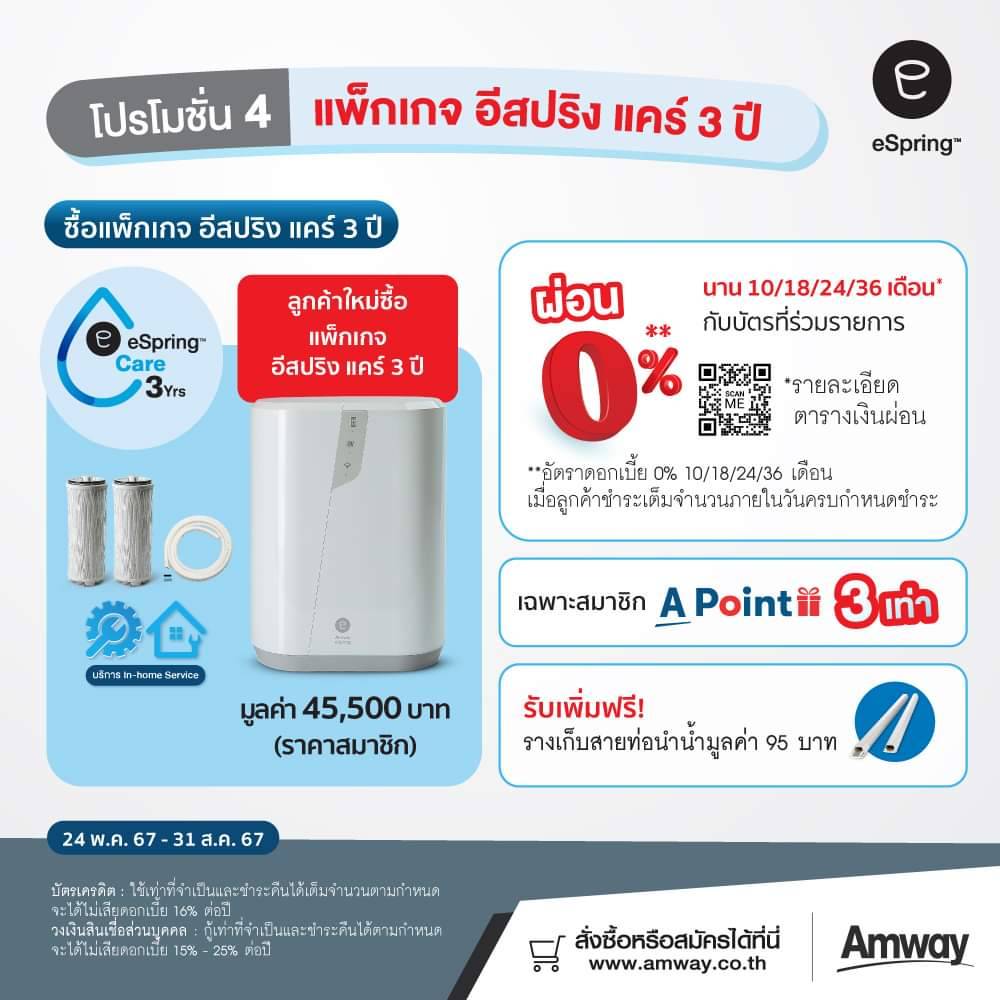 โปรโมชั่น 4
แพ็กเกจ อีสปริง แคร์ 3 ปี
e
eSpring™
ซื้อแพ็กเกจ อีสปริง แคร์ 3 ปี
e eSpring™
Care
3 Yrs
ลูกค้าใหม่ซื้อ
แพ็กเกจ
อีสปริง แคร์ 3 ปี
e
Amway
eSpring
บริการ In-home Service
มูลค่า 45,500 บาท
(ราคาสมาชิก)
ผ่อน
0%**
นาน 10/18/24/36 เดือน*
กับบัตรที่ร่วมรายการ
SCAN
ME
*รายละเอียด
ตารางเงินผ่อน
**อัตราดอกเบี้ย 0% 10/18/24/36 เดือน
เมื่อลูกค้าชำระเต็มจำนวนภายในวันครบกำหนดชำระ
เฉพาะสมาชิก A Point 3เท่า
รับเพิ่มฟรี!
รางเก็บสายท่อนำน้ำมูลค่า 95 บาท
24 พ.ค. 67 - 31 ส.ค. 67
บัตรเครดิต : ใช้เท่าที่จำเป็นและชำระคืนได้เต็มจำนวนตามกำหนด
จะได้ไม่เสียดอกเบี้ย 16% ต่อปี
วงเงินสินเชื่อส่วนบุคคล : กู้เท่าที่จำเป็นและชำระคืนได้ตามกำหนด
จะได้ไม่เสียดอกเบี้ย 15% - 25% ต่อปี
สั่งซื้อหรือสมัครได้ที่นี่
www.amway.co.th
Amway